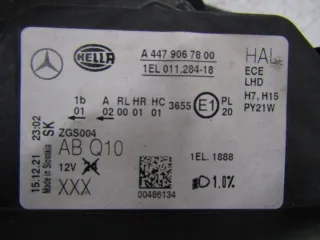 HELLA
A 447 906 78 00
1EL 011.284-18
HAL
ECE
LHD
H7, H15
PY21W
1b A RL HR HC
01 02 00 01 01
3655
E1
PL
20
ZGS004
AB Q10
12V 24
XXX
1EL. 1888
1.0%
00486134
15.12.21 23:02
Made in Slovakia SK